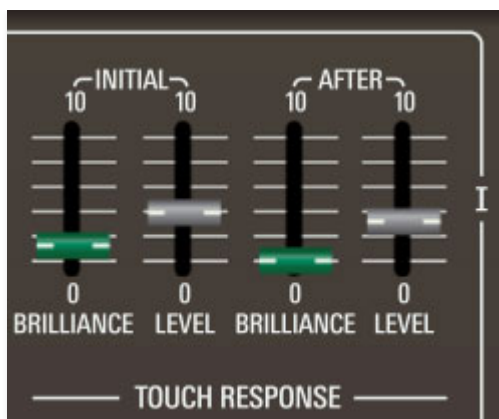 INITIAL AFTER
10 10 10 10
I
0 0 0 0
BRILLIANCE LEVEL BRILLIANCE LEVEL
TOUCH RESPONSE